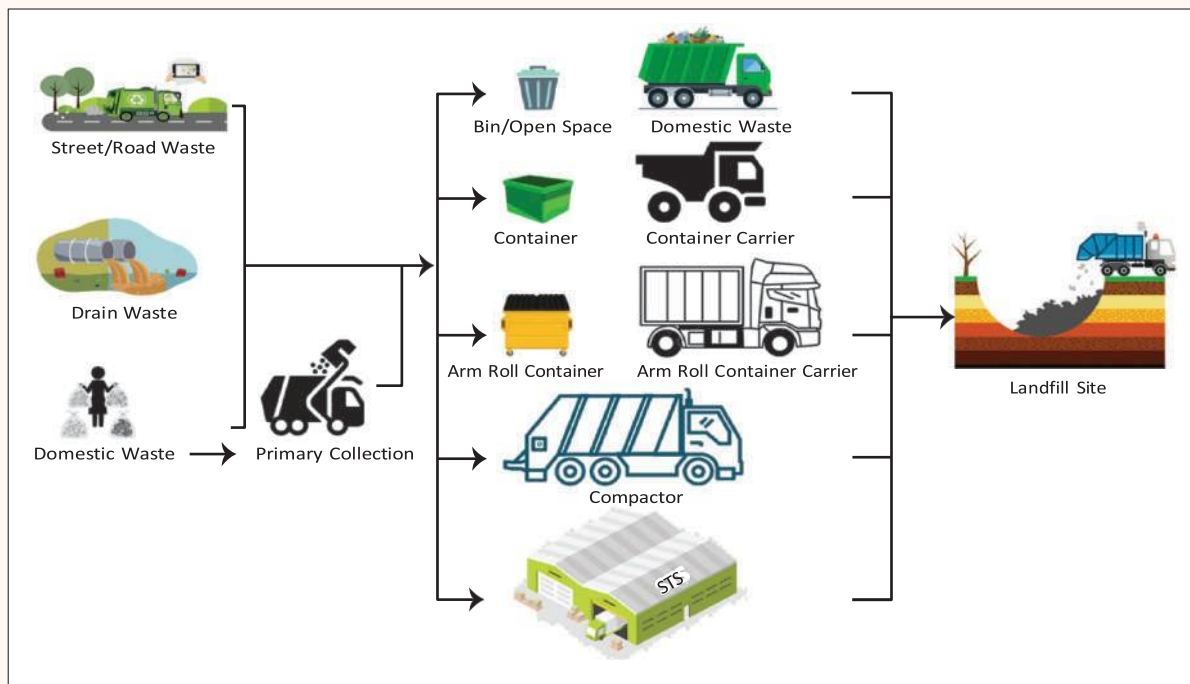 Street/Road Waste
Drain Waste
Domestic Waste
Primary Collection
Bin/Open Space
Domestic Waste
Container
Container Carrier
Arm Roll Container
Arm Roll Container Carrier
Compactor
STS
Landfill Site